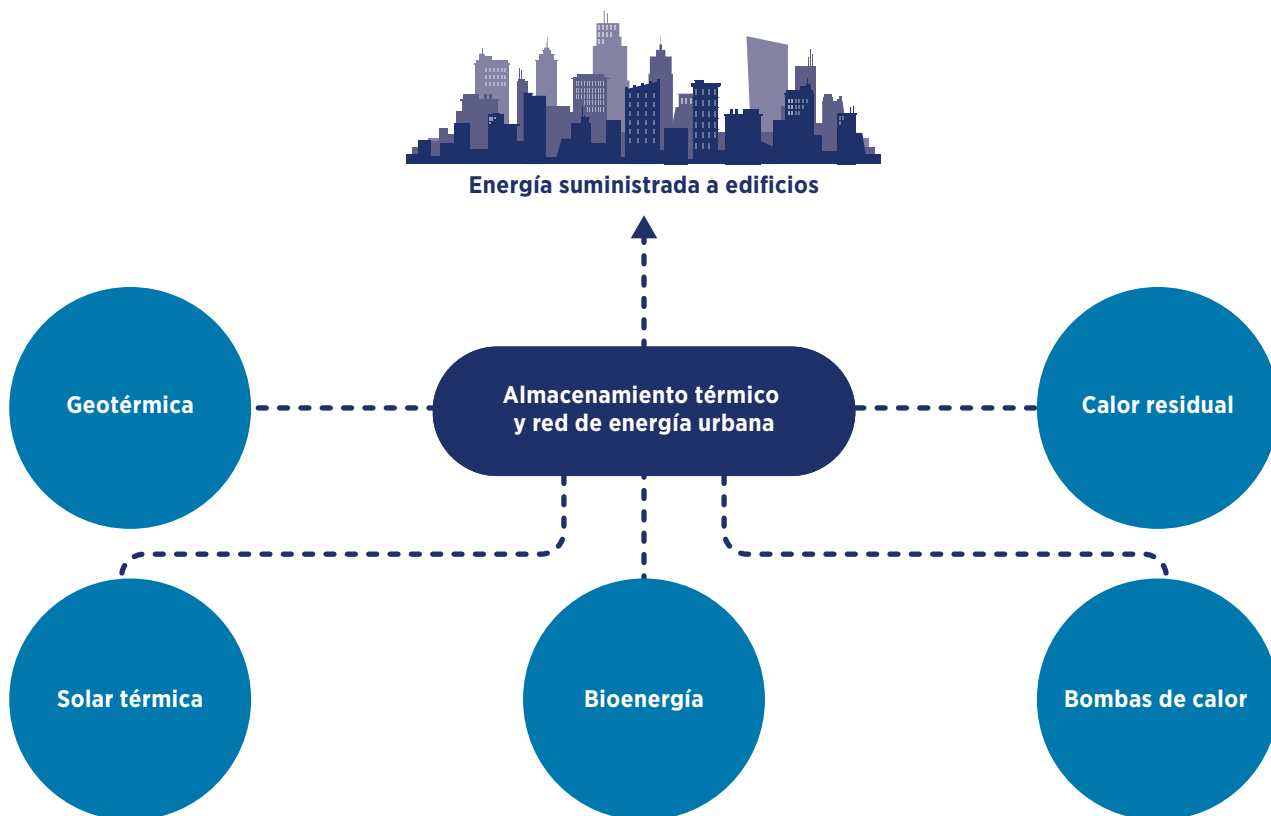 Energía suministrada a edificios
Geotérmica
Almacenamiento térmico
y red de energía urbana
Calor residual
Solar térmica
Bioenergía
Bombas de calor